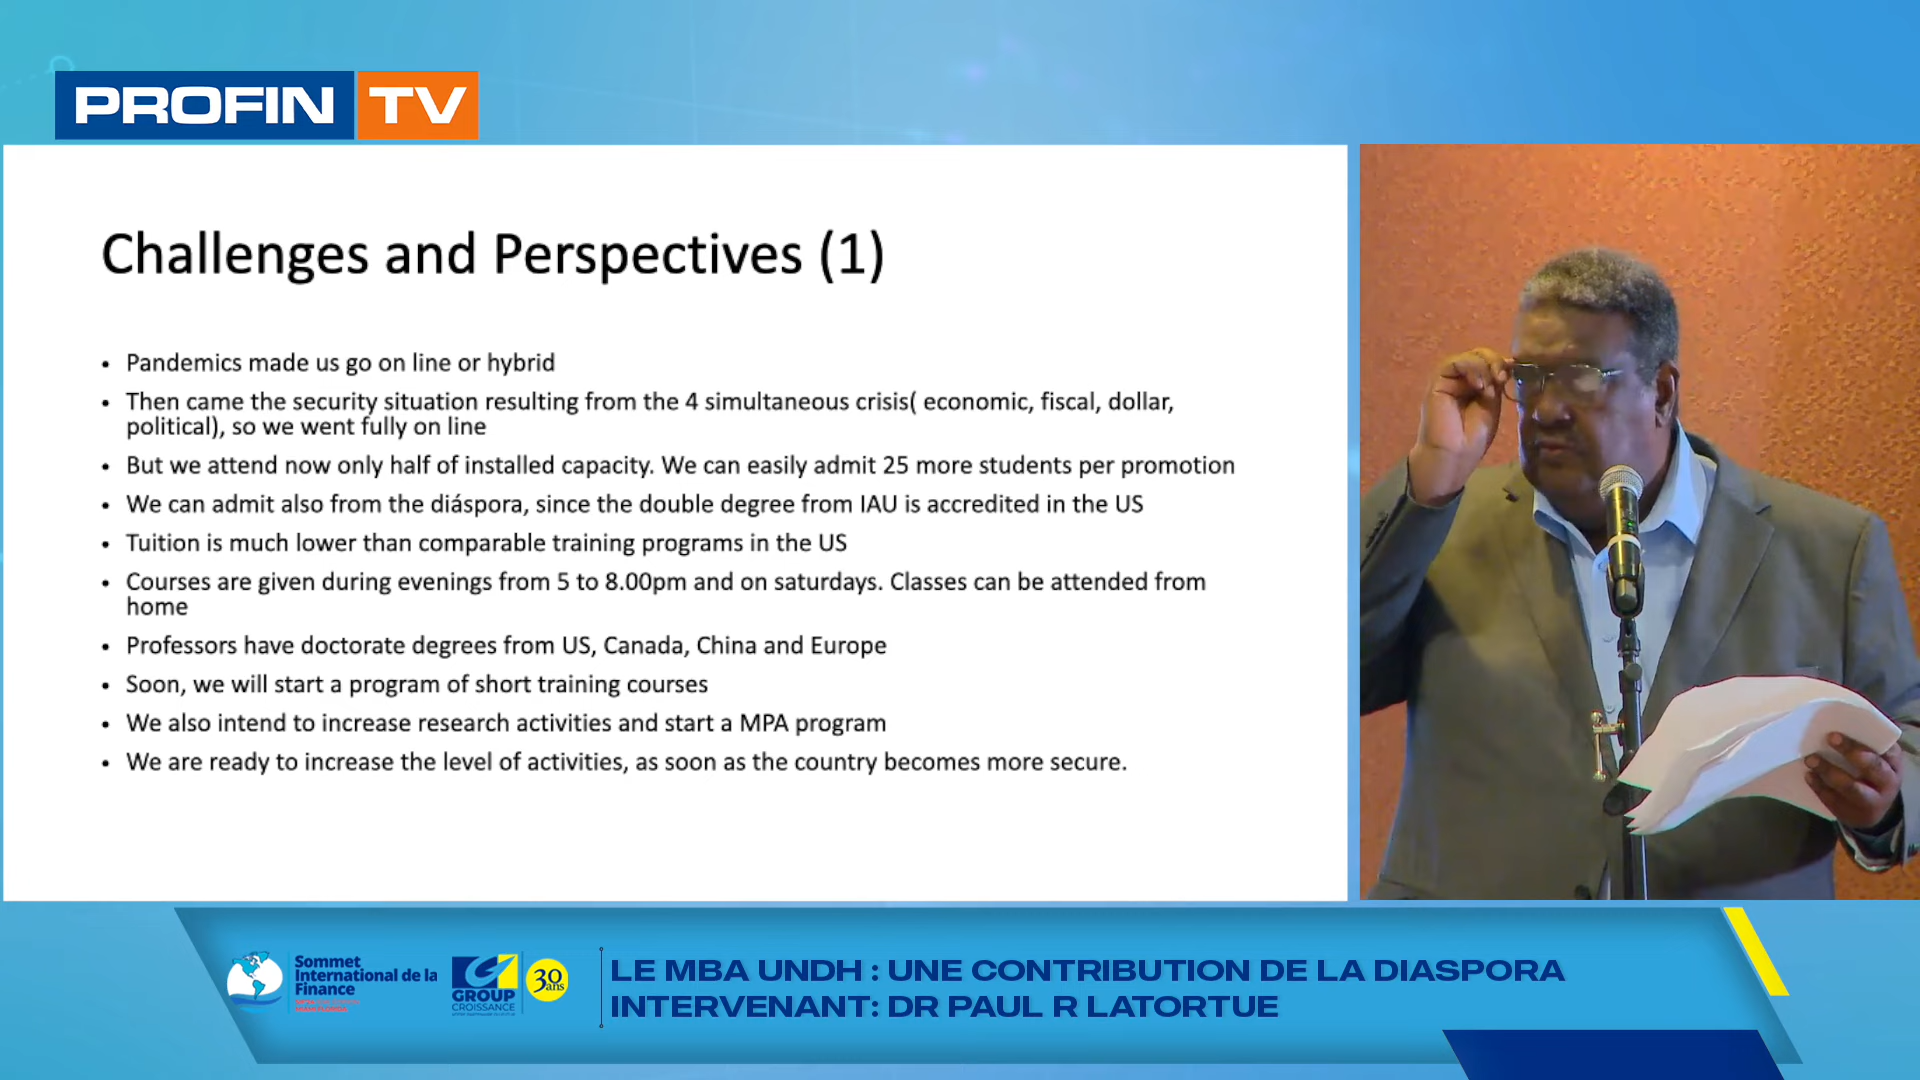 PROFIN TV
Challenges and Perspectives (1)
• Pandemics made us go on line or hybrid
• Then came the security situation resulting from the 4 simultaneous crisis( economic, fiscal, dollar,
political), so we went fully on line
• But we attend now only half of installed capacity. We can easily admit 25 more students per promotion
• We can admit also from the diáspora, since the double degree from IAU is accredited in the US
• Tuition is much lower than comparable training programs in the US
• Courses are given during evenings from 5 to 8.00pm and on saturdays. Classes can be attended from
home
• Professors have doctorate degrees from US, Canada, China and Europe
• Soon, we will start a program of short training courses
• We also intend to increase research activities and start a MPA program
• We are ready to increase the level of activities, as soon as the country becomes more secure.
Sommet
International de la
Finance
GROUP
CROISSANCE
30
ans
LE MBA UNDH : UNE CONTRIBUTION DE LA DIASPORA
INTERVENANT: DR PAUL R LATORTUE